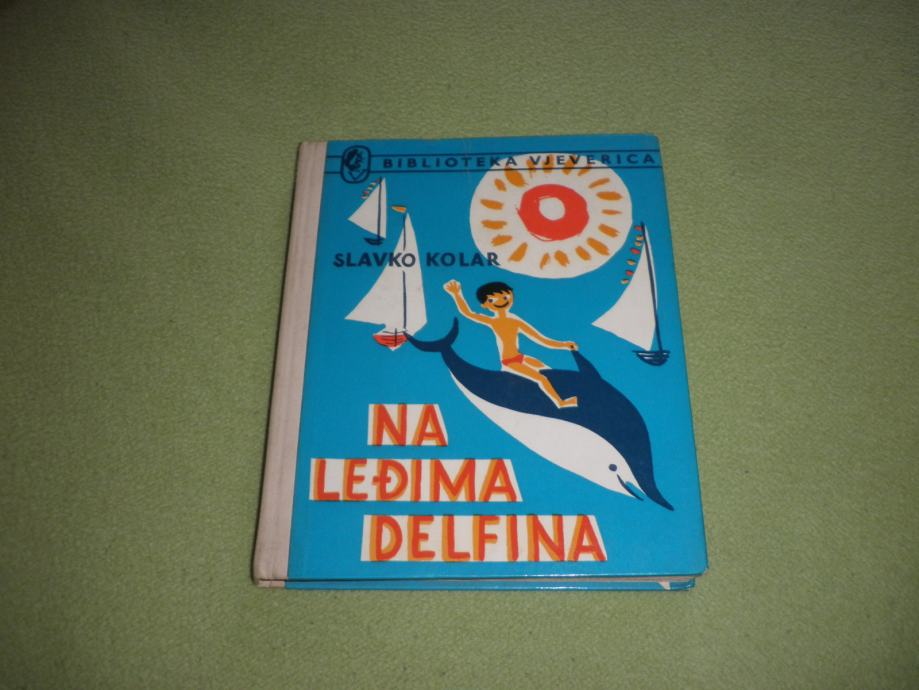 BIBLIOTEKA VJEVERICA
SLAVKO KOLAR
NA
LEĐIMA
DELFINA